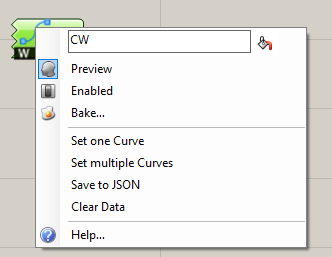 CW
W
Preview
Enabled
Bake...
Set one Curve
Set multiple Curves
Save to JSON
Clear Data
Help...